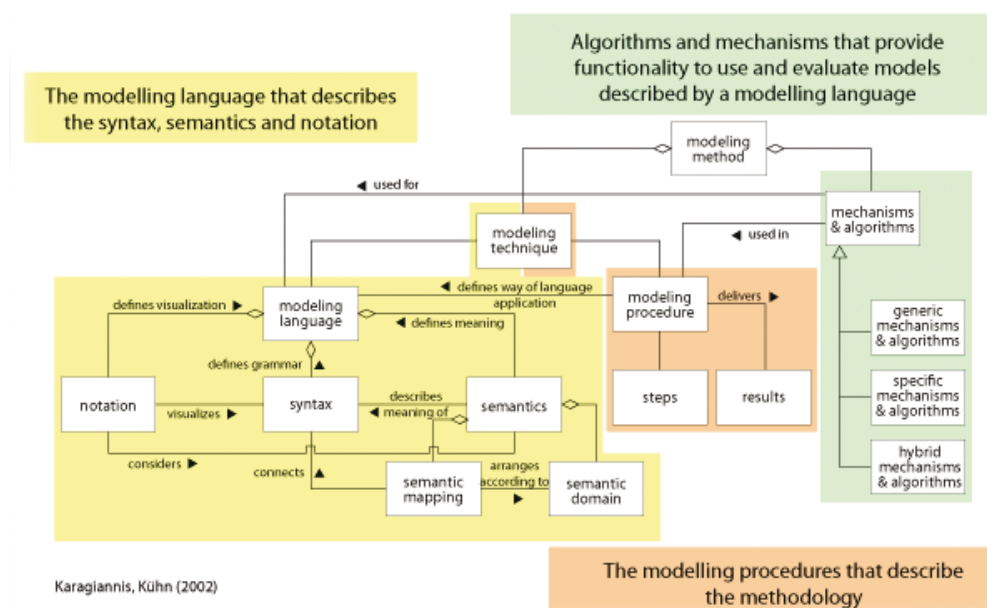 Algorithms and mechanisms that provide
functionality to use and evaluate models
described by a modelling language
The modelling language that describes
the syntax, semantics and notation
modeling
method
◄ used for
mechanisms
& algorithms
modeling
technique
◄ used in
◄ defines way of language
application
defines visualization ►
modeling
language
◄ defines meaning
modeling
procedure
delivers ►
generic
mechanisms
& algorithms
defines grammar ▲
notation
visualizes ►
syntax
describes
◄ meaning of
semantics
steps
results
specific
mechanisms
& algorithms
considers ►
connects ▲
semantic
mapping
arranges
according to
►
semantic
domain
hybrid
mechanisms
& algorithms
Karagiannis, Kühn (2002)
The modelling procedures that describe
the methodology